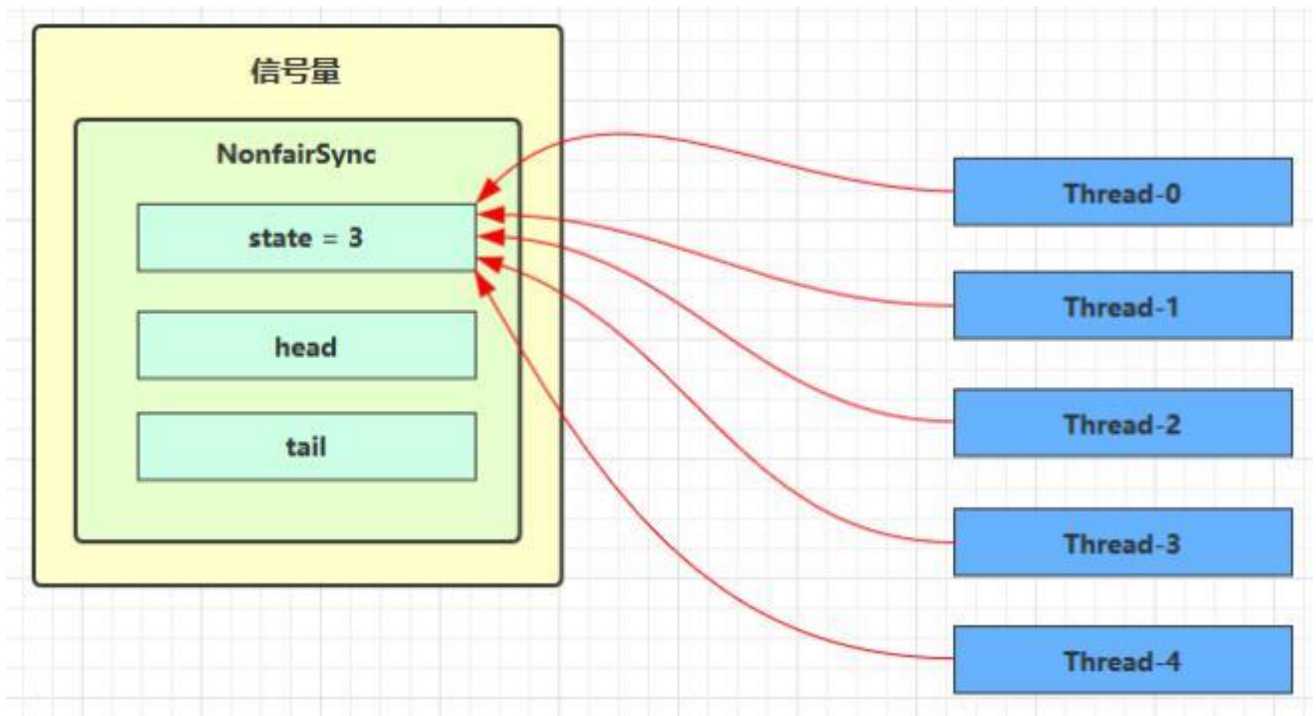 信号量
NonfairSync
state = 3
head
tail
Thread-0
Thread-1
Thread-2
Thread-3
Thread-4